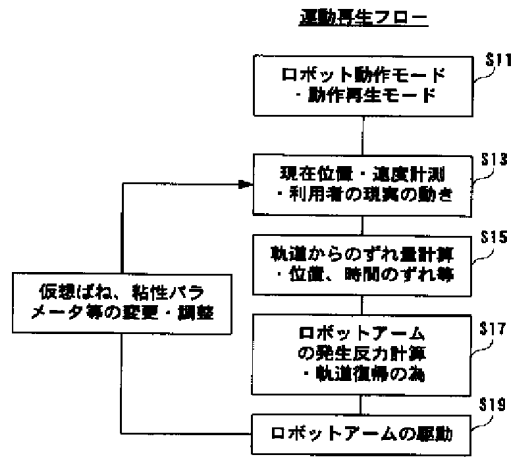 運動再生フロー
S11
ロボット動作モード
・動作再生モード
S13
現在位置・速度計測
・利用者の現実の動き
S15
軌道からのずれ量計算
・位置、時間のずれ等
仮想ばね、粘性パラ
メータ等の変更・調整
S17
ロボットアーム
の発生反力計算
・軌道復帰の為
S19
ロボットアームの駆動